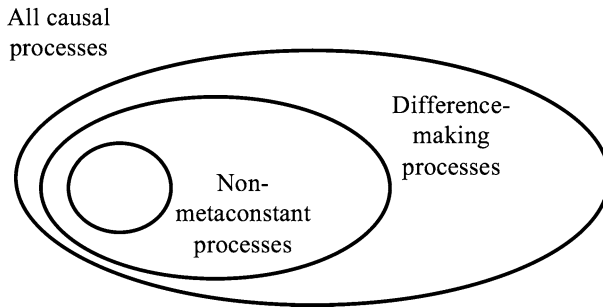 All causal
processes
Difference-
making
processes
Non-
metaconstant
processes